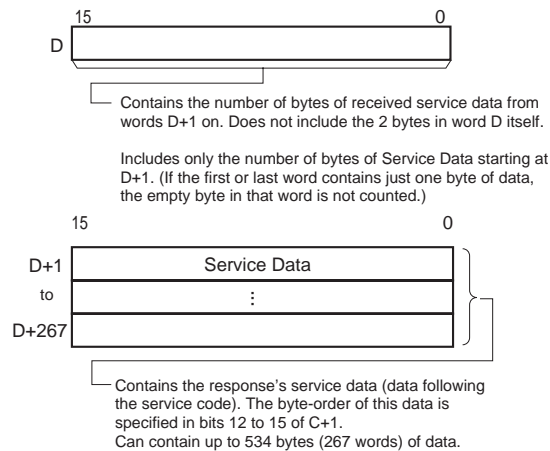 15 0
D
Contains the number of bytes of received service data from
words D+1 on. Does not include the 2 bytes in word D itself.
Includes only the number of bytes of Service Data starting at
D+1. (If the first or last word contains just one byte of data,
the empty byte in that word is not counted.)
15 0
D+1 Service Data
to ⋮
D+267
Contains the response's service data (data following
the service code). The byte-order of this data is
specified in bits 12 to 15 of C+1.
Can contain up to 534 bytes (267 words) of data.